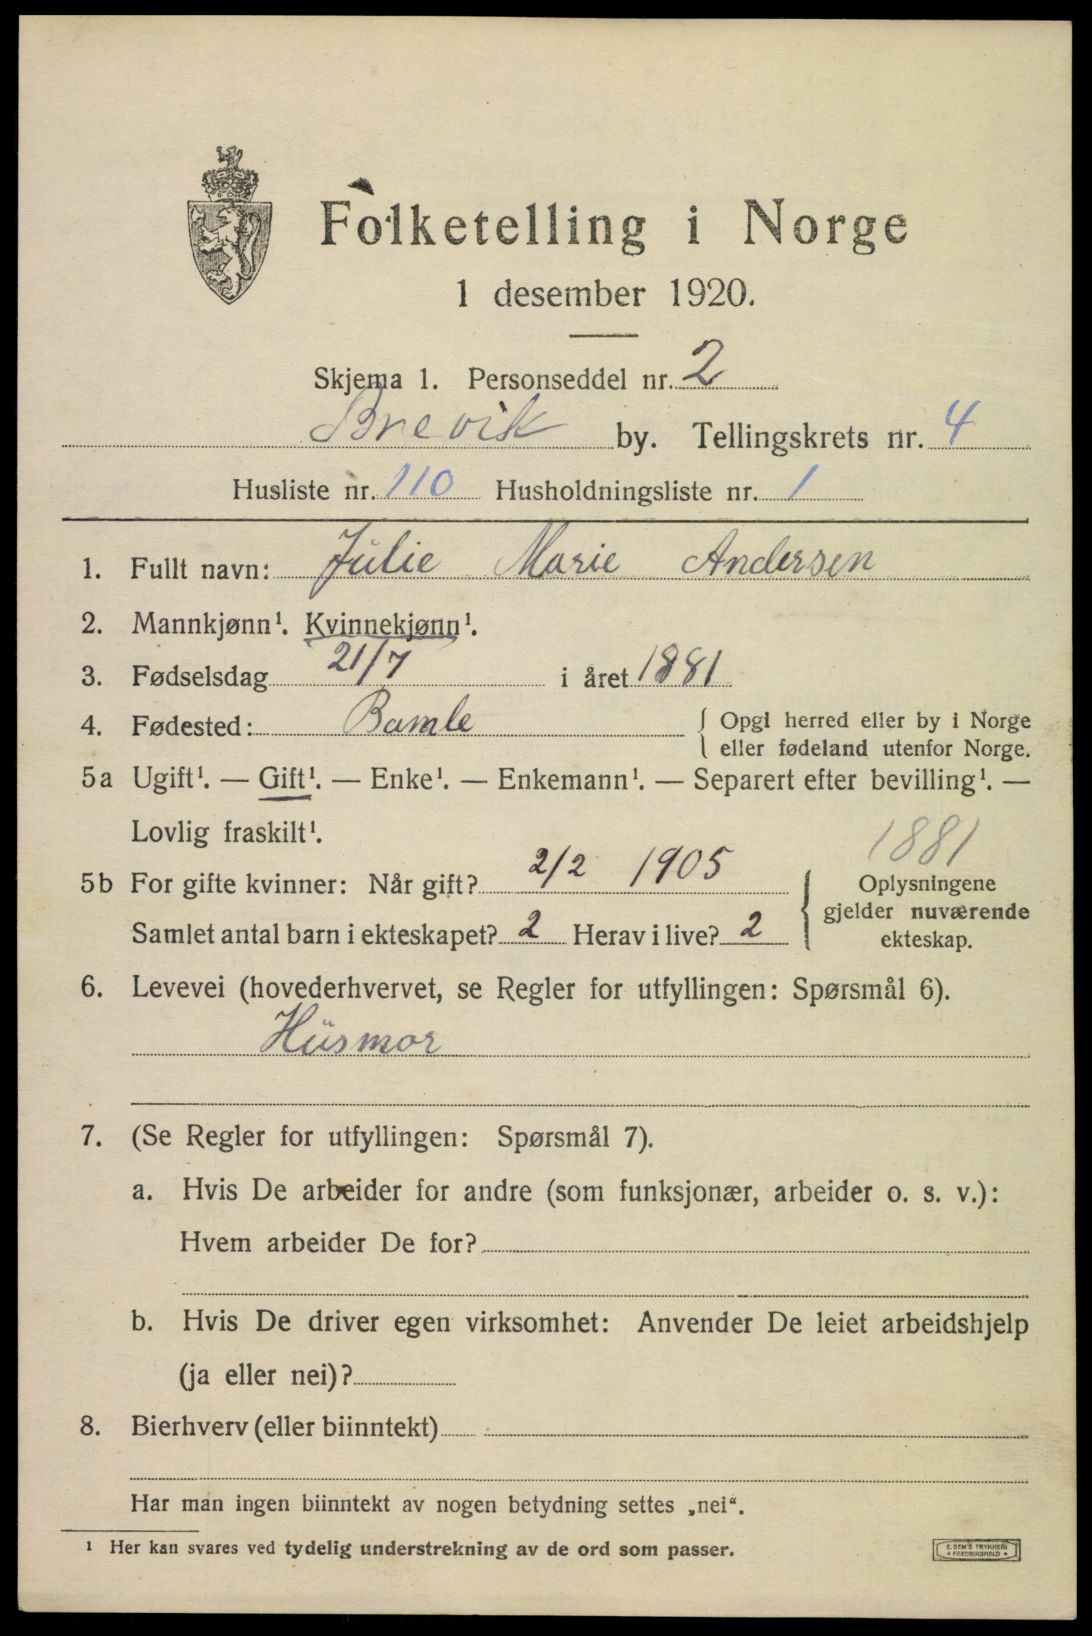 Folketelling i Norge
1 desember 1920.
Skjema 1. Personseddel nr. 2
Brevik by. Tellingskrets nr. 4
Husliste nr. 110 Husholdningsliste nr. 1
1. Fullt navn: Julie Marie Andersen
2. Mannkjønn¹. Kvinnekjønn¹.
3. Fødselsdag 21/7 i året 1881
4. Fødested: Bamle { Opgi herred eller by i Norge
eller fødeland utenfor Norge.
5a Ugift¹. — Gift¹. — Enke¹. — Enkemann¹. — Separert efter bevilling¹. —
Lovlig fraskilt¹.
1881
5b For gifte kvinner: Når gift? 2/2 1905
Samlet antal barn i ekteskapet? 2 Herav i live? 2
{ Oplysningene
gjelder nuværende
ekteskap.
6. Levevei (hovederhvervet, se Regler for utfyllingen: Spørsmål 6).
Husmor
7. (Se Regler for utfyllingen: Spørsmål 7).
a. Hvis De arbeider for andre (som funksjonær, arbeider o. s. v.):
Hvem arbeider De for?
b. Hvis De driver egen virksomhet: Anvender De leiet arbeidshjelp
(ja eller nei)?
8. Bierhverv (eller biinntekt)
Har man ingen biinntekt av nogen betydning settes „nei“.
¹ Her kan svares ved tydelig understrekning av de ord som passer.
E. SEM'S TRYKKERI
• FREDRIKSHALD •